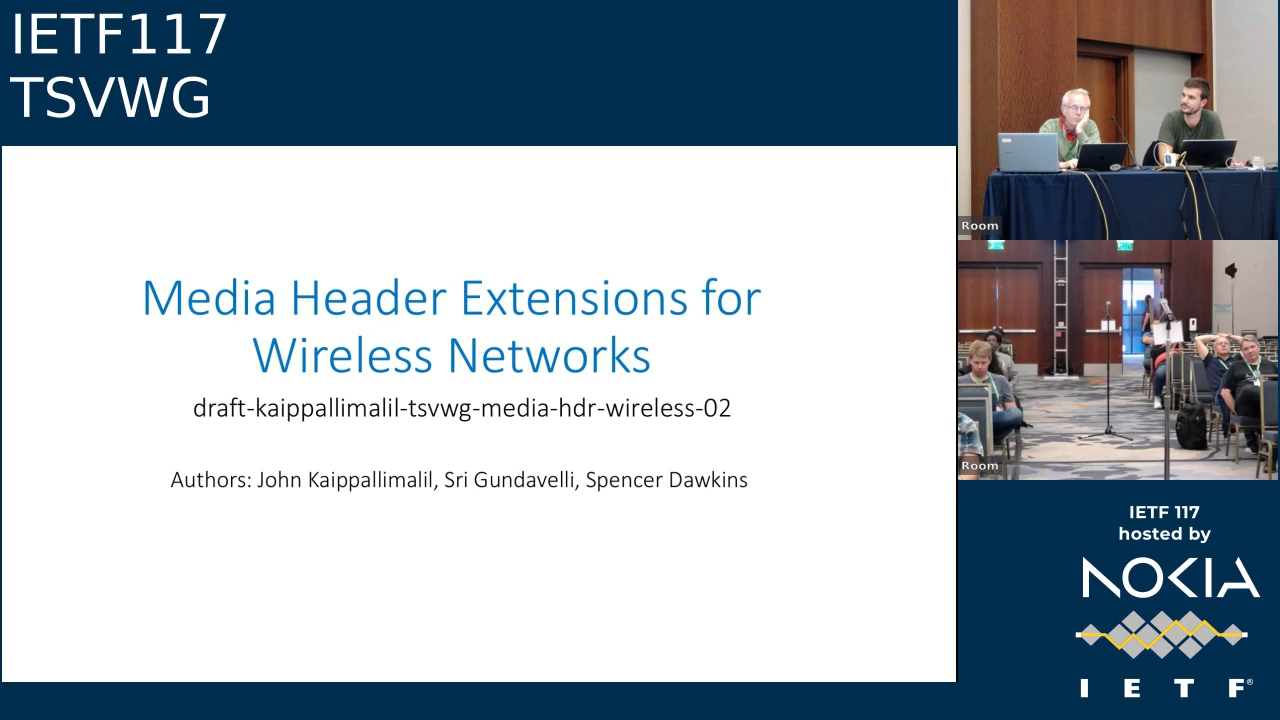 IETF117
TSVWG
Media Header Extensions for
Wireless Networks
draft-kaippallimalil-tsvwg-media-hdr-wireless-02
Authors: John Kaippallimalil, Sri Gundavelli, Spencer Dawkins
Room
Room
IETF 117
hosted by
NOKIA
I E T F®